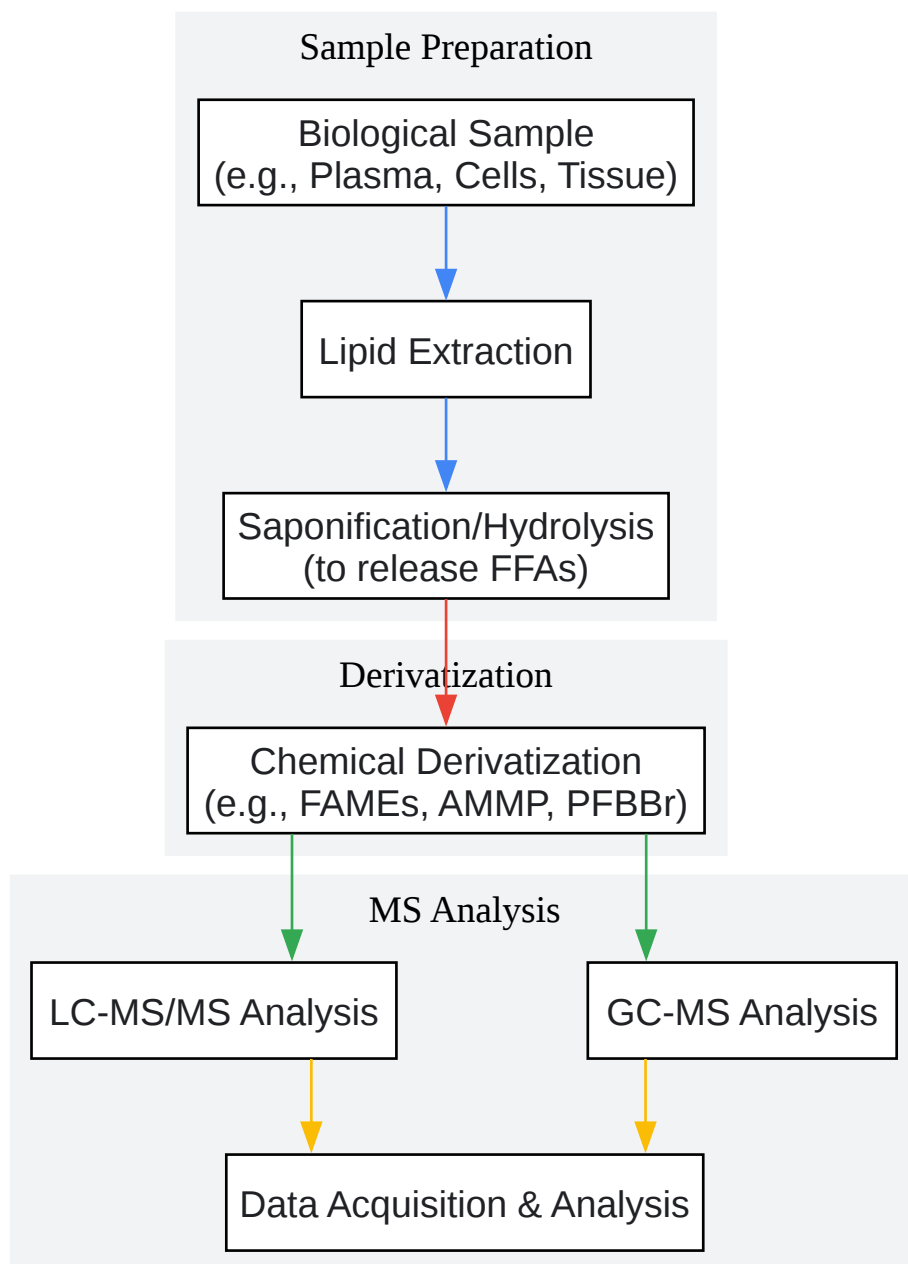 Sample Preparation
Biological Sample
(e.g., Plasma, Cells, Tissue)
Lipid Extraction
Saponification/Hydrolysis
(to release FFAs)
Derivatization
Chemical Derivatization
(e.g., FAMEs, AMMP, PFBBr)
MS Analysis
LC-MS/MS Analysis
GC-MS Analysis
Data Acquisition & Analysis